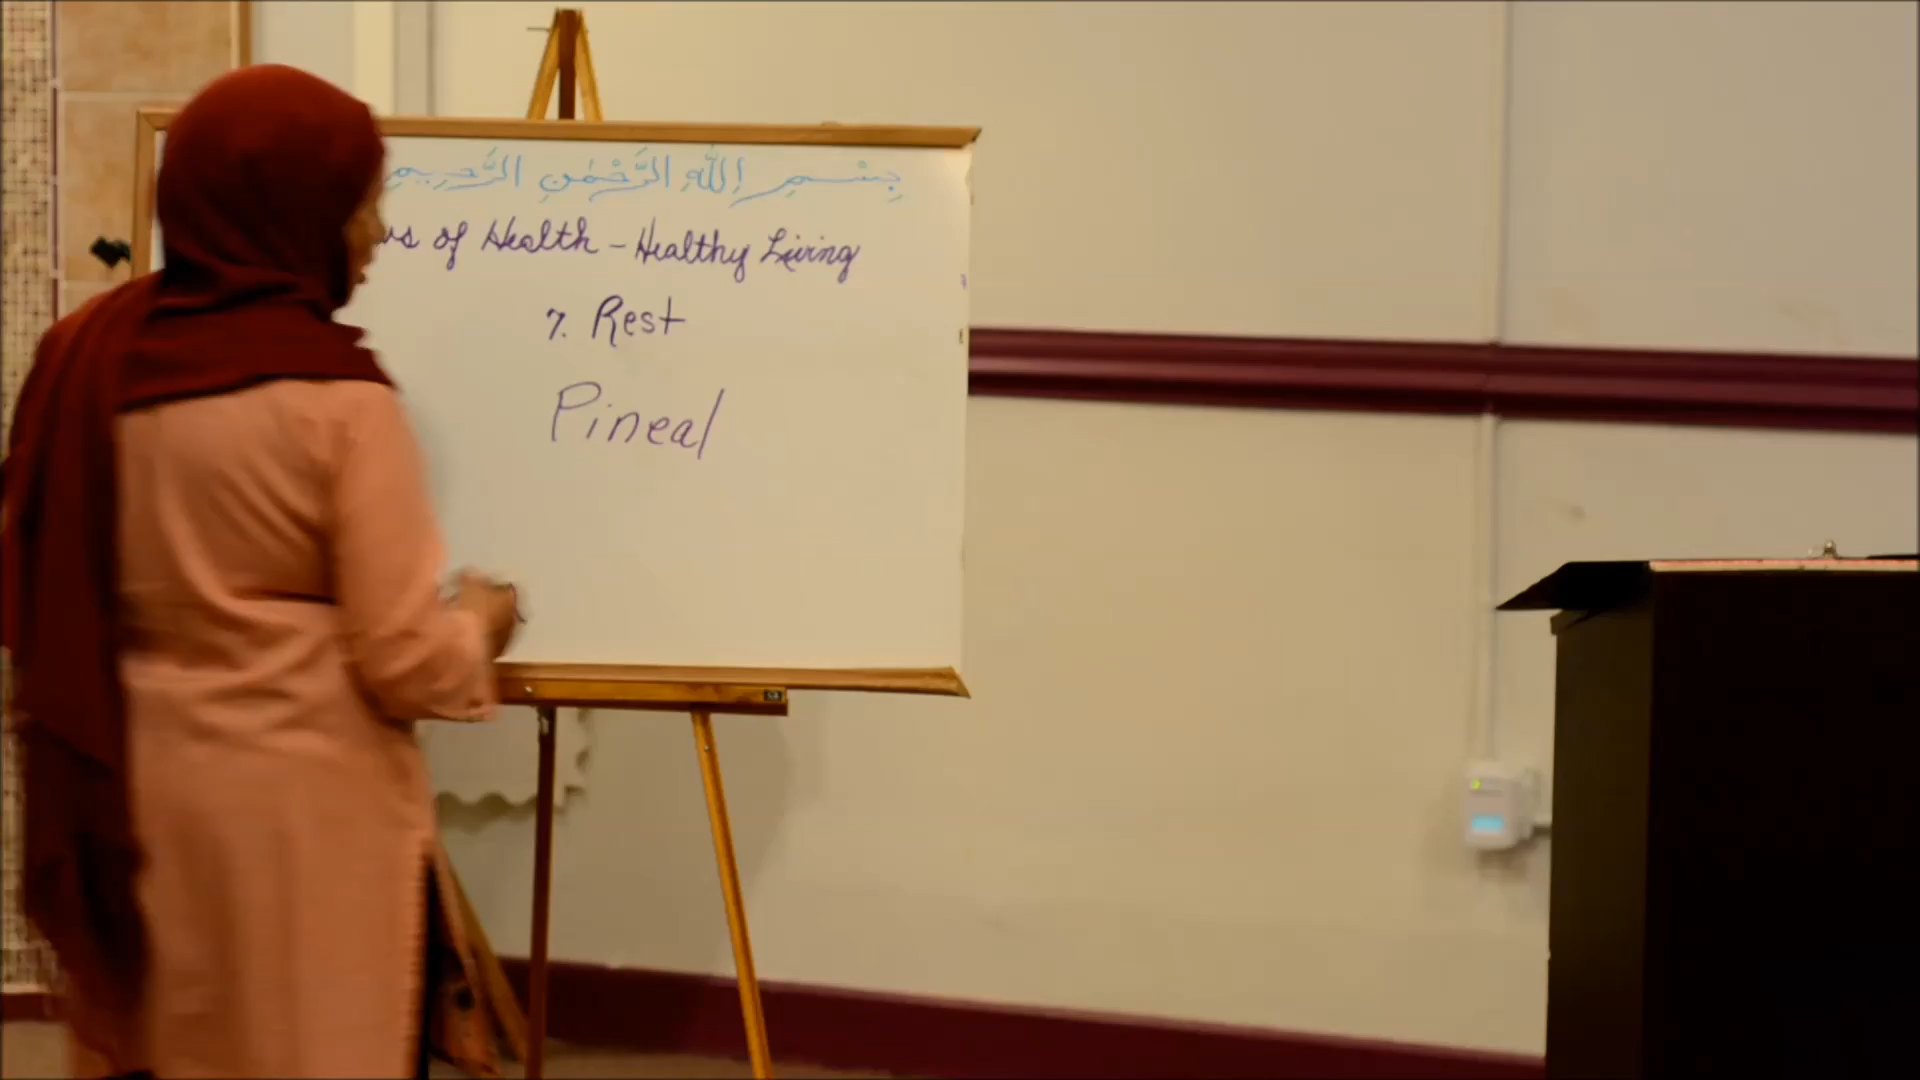 بِسْمِ اللّٰهِ الرَّحْمٰنِ الرَّحِيمِ
of Health - Healthy Living
7. Rest
Pineal